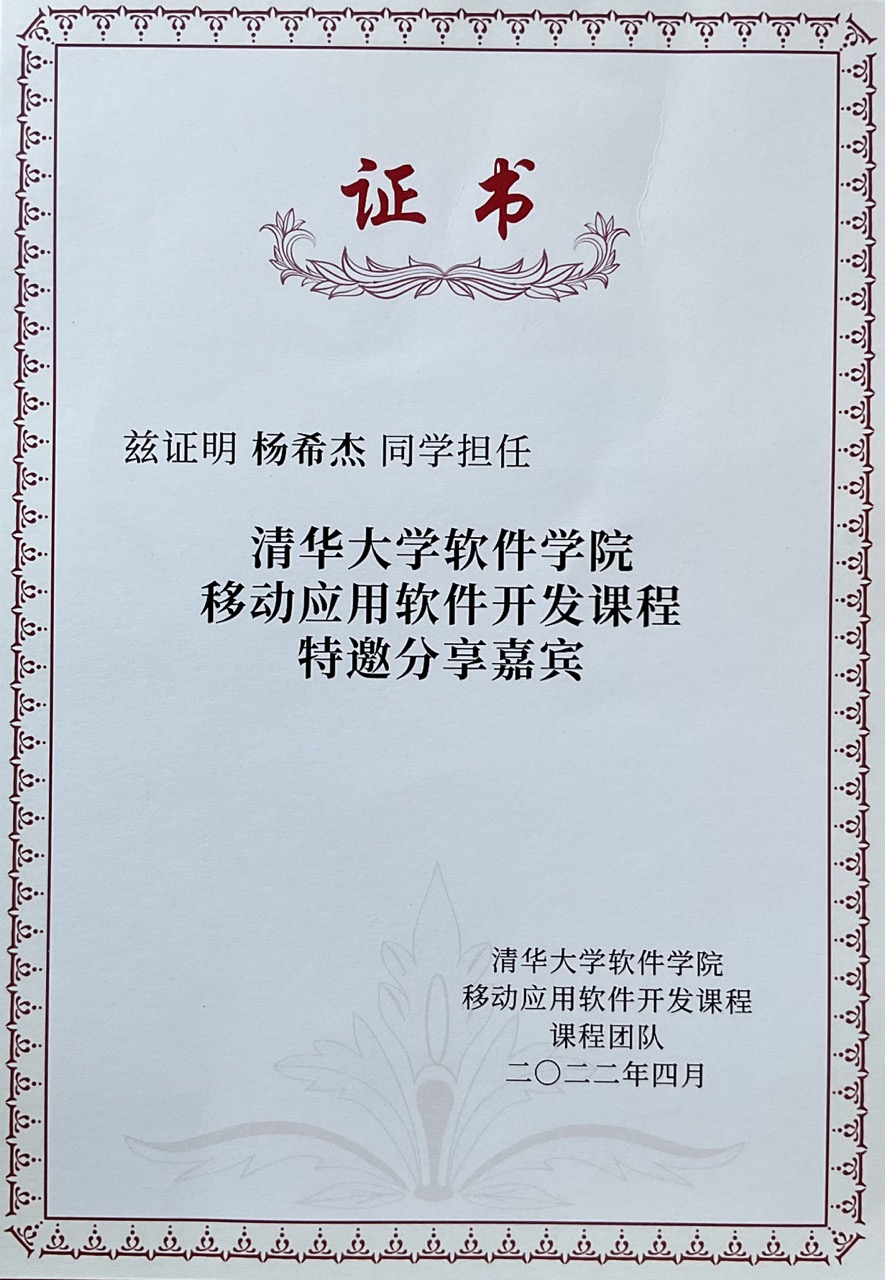 证书
兹证明 杨希杰 同学担任
清华大学软件学院
移动应用软件开发课程
特邀分享嘉宾
清华大学软件学院
移动应用软件开发课程
课程团队
二〇二二年四月